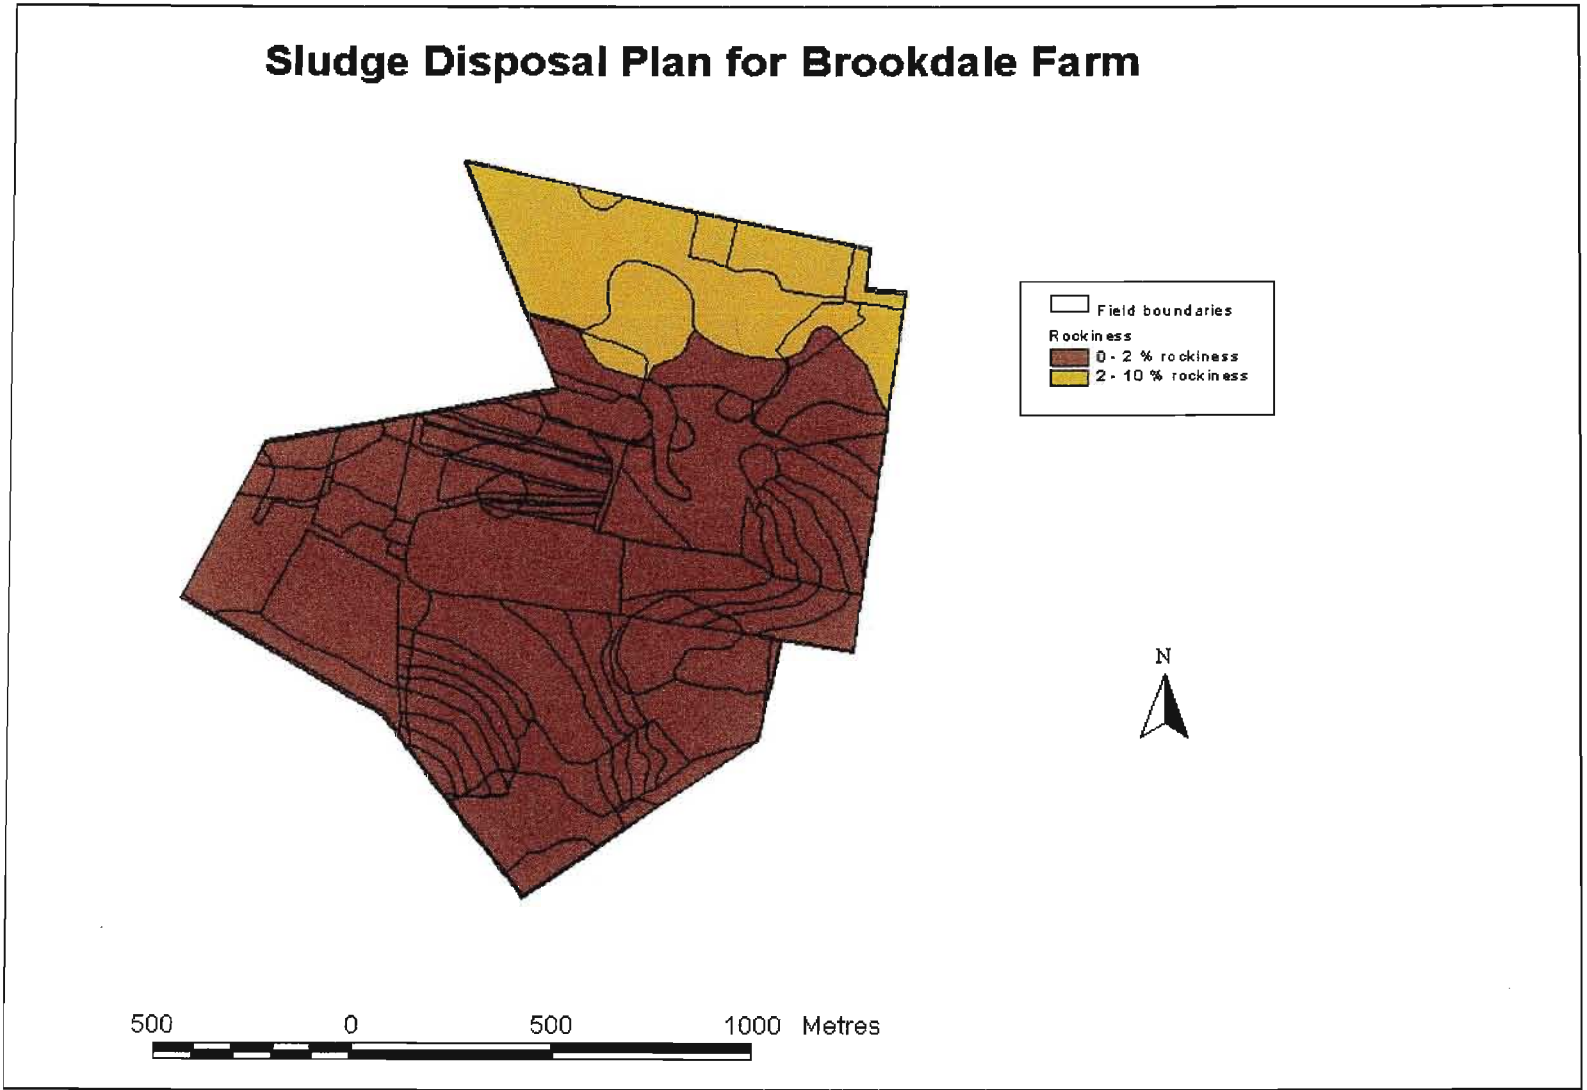 Sludge Disposal Plan for Brookdale Farm
Field boundaries
Rockiness
0 - 2 % rockiness
2 - 10 % rockiness
N
500 0 500 1000 Metres